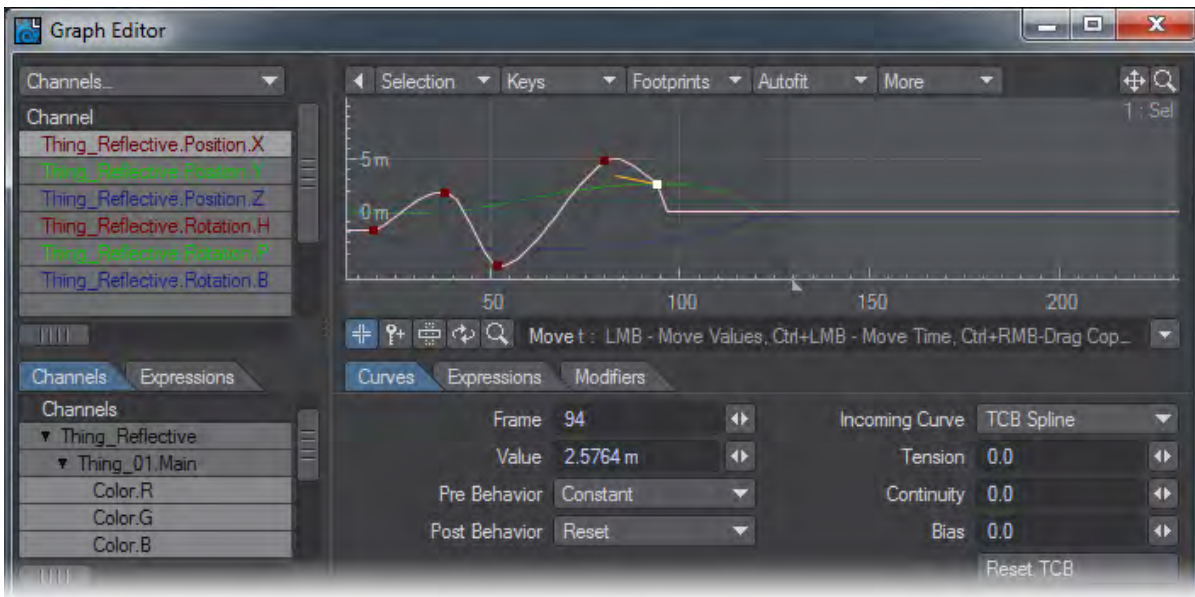 Graph Editor
Channels...
Channel
Thing_Reflective.Position.X
Thing_Reflective.Position.Y
Thing_Reflective.Position.Z
Thing_Reflective.Rotation.H
Thing_Reflective.Rotation.P
Thing_Reflective.Rotation.B
Selection Keys Footprints Autofit More
1 : Sel
5 m
0 m
50 100 150 200
Move t : LMB - Move Values, Ctrl+LMB - Move Time, Ctrl+RMB-Drag Cop...
Channels Expressions
Channels
Thing_Reflective
Thing_01.Main
Color.R
Color.G
Color.B
Curves Expressions Modifiers
Frame 94
Value 2.5764 m
Pre Behavior Constant
Post Behavior Reset
Incoming Curve TCB Spline
Tension 0.0
Continuity 0.0
Bias 0.0
Reset TCB